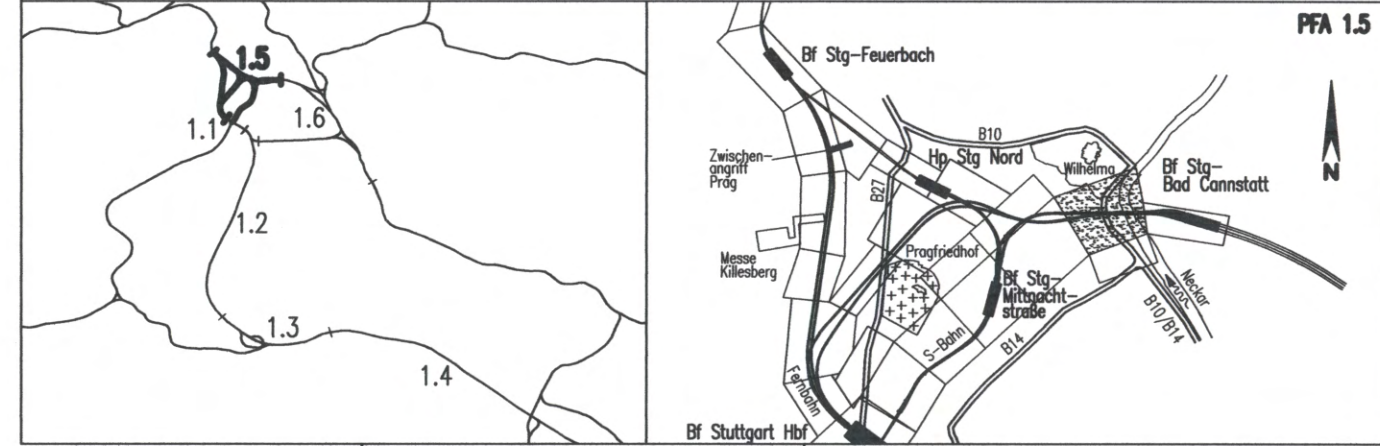 1.5
1.1
1.6
1.2
1.3
1.4
PFA 1.5
Bf Stg-Feuerbach
B10
Zwischen-
angriff
Prag
Hp Stg Nord
Wilhelma
Bf Stg-
Bad Cannstatt
B27
N
Messe
Killesberg
Pragfriedhof
Bf Stg-
Mittnacht-
straße
Neckar
B10/B14
S-Bahn
B14
Fernbahn
Bf Stuttgart Hbf